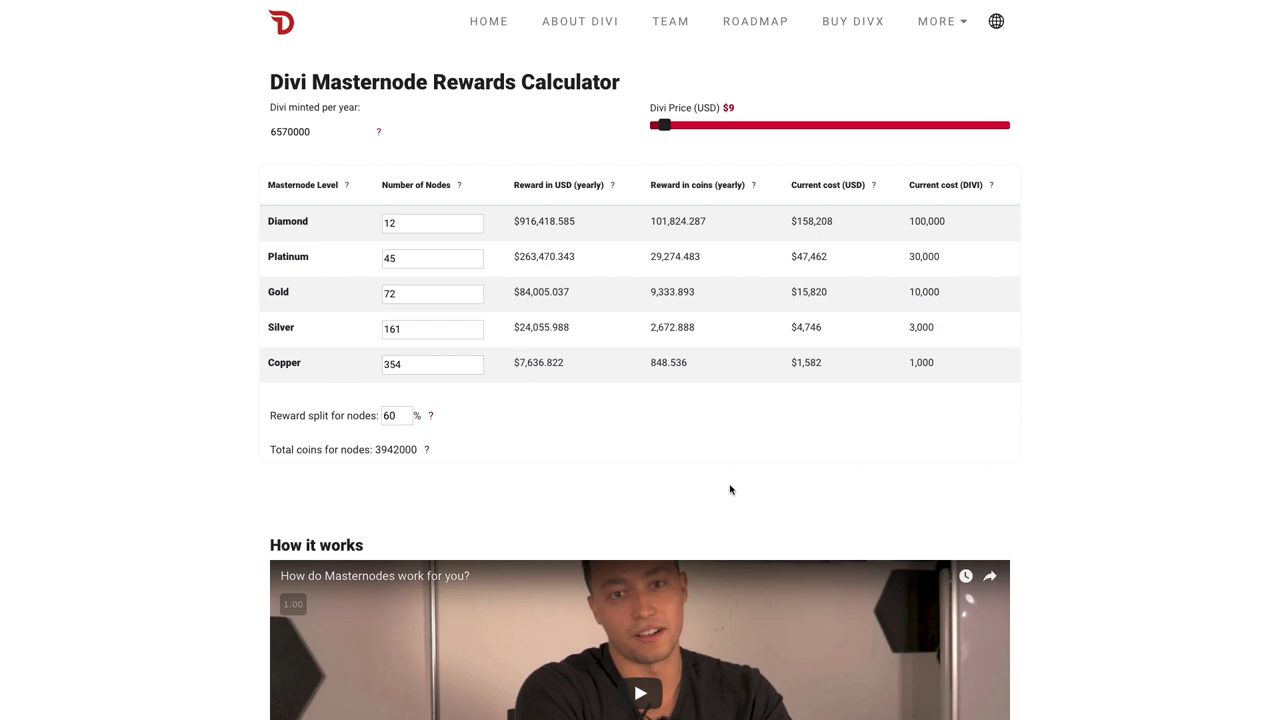 HOME ABOUT DIVI TEAM ROADMAP BUY DIVX MORE
Divi Masternode Rewards Calculator
Divi minted per year:
Divi Price (USD) $9
6570000 ?
Masternode Level ? Number of Nodes ? Reward in USD (yearly) ? Reward in coins (yearly) ? Current cost (USD) ? Current cost (DIVI) ?
Diamond 12 $916,418.585 101,824.287 $158,208 100,000
Platinum 45 $263,470.343 29,274.483 $47,462 30,000
Gold 72 $84,005.037 9,333.893 $15,820 10,000
Silver 161 $24,055.988 2,672.888 $4,746 3,000
Copper 354 $7,636.822 848.536 $1,582 1,000
Reward split for nodes: 60 % ?
Total coins for nodes: 3942000 ?
How it works
How do Masternodes work for you?
1.00